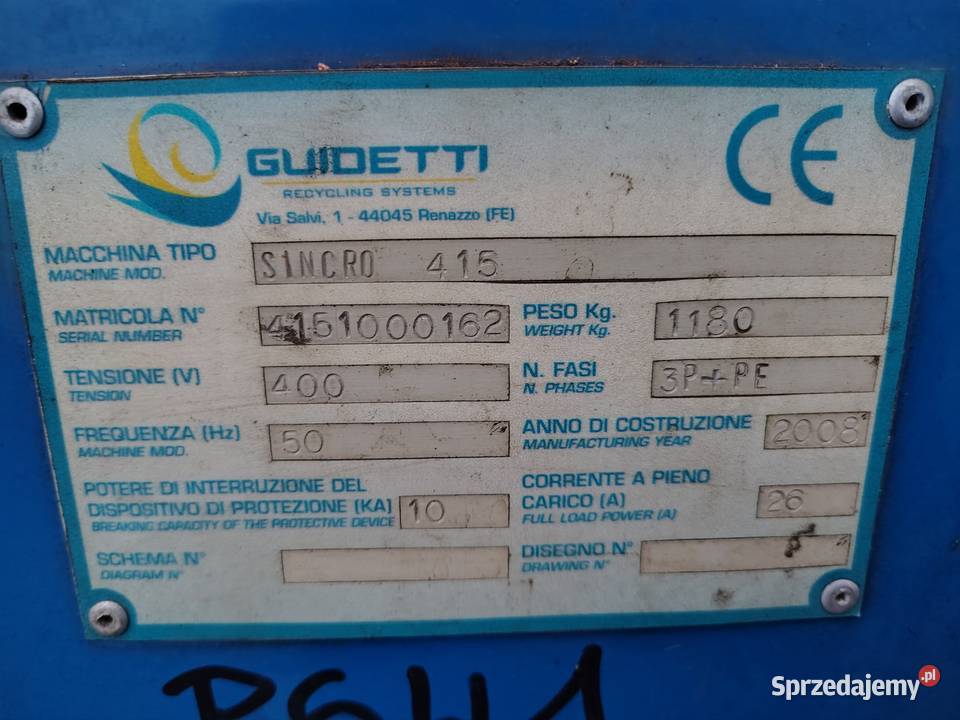 GUIDETTI
RECYCLING SYSTEMS
Via Salvi, 1 - 44045 Renazzo (FE)
CE
MACCHINA TIPO SINCRO 415
MACHINE MOD.
MATRICOLA N° 4151000162 PESO Kg. 1180
SERIAL NUMBER WEIGHT Kg.
TENSIONE (V) 400 N. FASI 3P+PE
TENSION N. PHASES
FREQUENZA (Hz) 50 ANNO DI COSTRUZIONE 2008
MACHINE MOD. MANUFACTURING YEAR
POTERE DI INTERRUZIONE DEL CORRENTE A PIENO
DISPOSITIVO DI PROTEZIONE (KA) 10 CARICO (A) 26
BREAKING CAPACITY OF THE PROTECTIVE DEVICE FULL LOAD POWER (A)
SCHEMA N° DISEGNO N°
DIAGRAM N° DRAWING N°
Sprzedajemy.pl